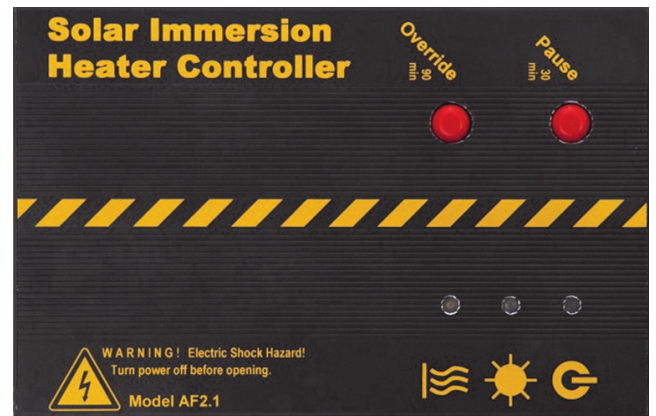 Solar Immersion
Heater Controller
Override
90
min
Pause
30
min
WARNING! Electric Shock Hazard!
Turn power off before opening.
Model AF2.1